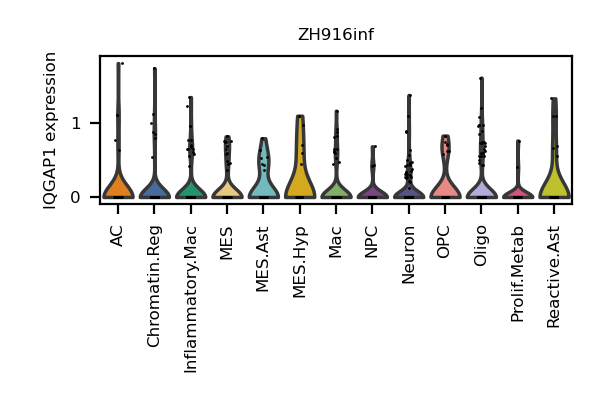 ZH916inf
IQGAP1 expression
1
0
AC
Chromatin.Reg
Inflammatory.Mac
MES
MES.Ast
MES.Hyp
Mac
NPC
Neuron
OPC
Oligo
Prolif.Metab
Reactive.Ast